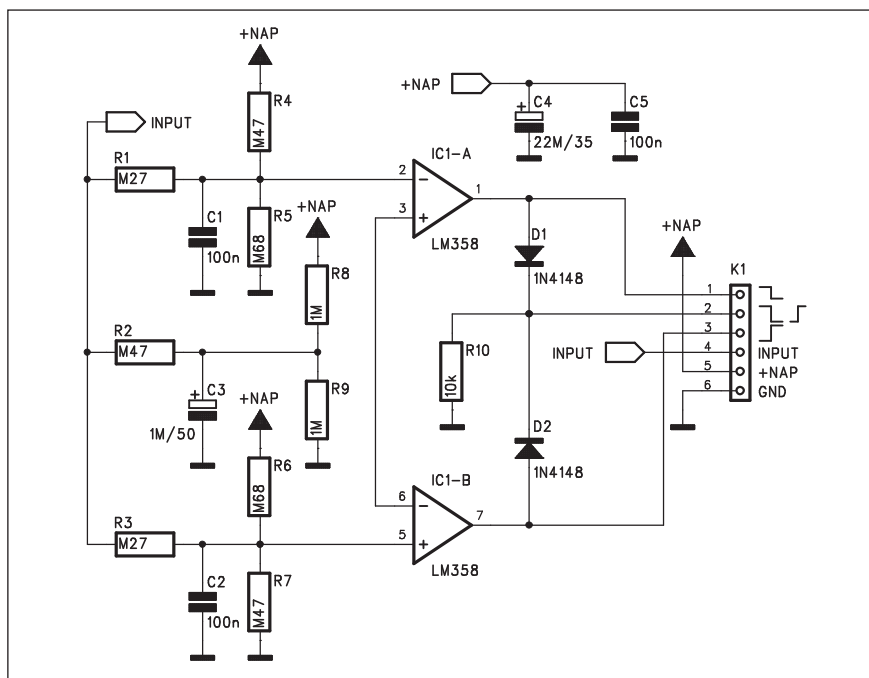 +NAP
INPUT
R1
M27
R4
M47
+NAP
C4
+
22M/35
C5
100n
IC1-A
2
3
1
LM358
C1
100n
R5
M68
+NAP
R8
1M
D1
1N4148
+NAP
K1
1
2
3
4
5
6
INPUT
+NAP
GND
INPUT
R2
M47
C3
+
1M/50
R9
1M
R10
10k
+NAP
R6
M68
D2
1N4148
IC1-B
6
5
7
LM358
R3
M27
C2
100n
R7
M47